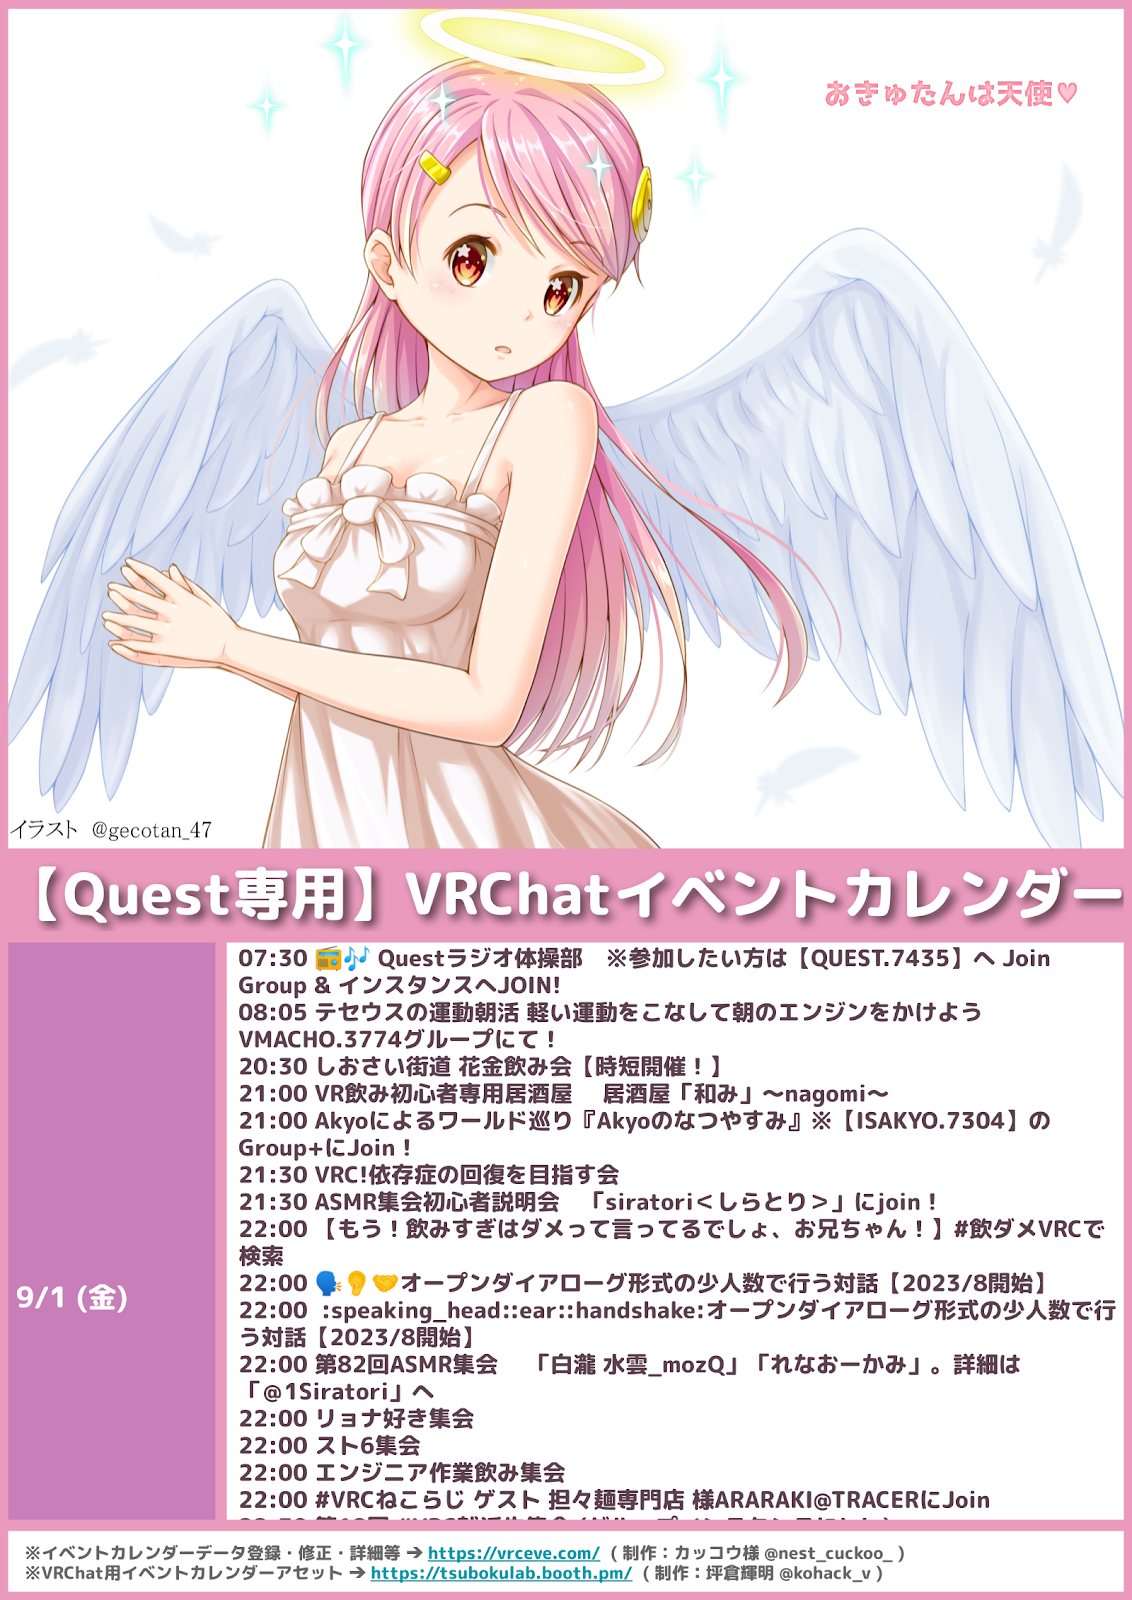 おきゅたんは天使♥
イラスト @gecotan_47
【Quest専用】VRChatイベントカレンダー
9/1 (金)
07:30 📻🎶 Questラジオ体操部　※参加したい方は【QUEST.7435】へ Join
Group & インスタンスへJOIN!
08:05 テセウスの運動朝活 軽い運動をこなして朝のエンジンをかけよう
VMACHO.3774グループにて！
20:30 しおさい街道 花金飲み会【時短開催！】
21:00 VR飲み初心者専用居酒屋　居酒屋「和み」～nagomi～
21:00 Akyoによるワールド巡り『Akyoのなつやすみ』※【ISAKYO.7304】の
Group+にJoin！
21:30 VRC!依存症の回復を目指す会
21:30 ASMR集会初心者説明会　「siratori＜しらとり＞」にjoin！
22:00 【もう！飲みすぎはダメって言ってるでしょ、お兄ちゃん！】#飲ダメVRCで
検索
22:00 🗣👂🤝オープンダイアローグ形式の少人数で行う対話【2023/8開始】
22:00 :speaking_head::ear::handshake:オープンダイアローグ形式の少人数で行
う対話【2023/8開始】
22:00 第82回ASMR集会　「白瀧 水雲_mozQ」「れなおーかみ」。詳細は
「@1Siratori」へ
22:00 リョナ好き集会
22:00 スト6集会
22:00 エンジニア作業飲み集会
22:00 #VRCねこらじ ゲスト 担々麺専門店 様ARARAKI@TRACERにJoin
※イベントカレンダーデータ登録・修正・詳細等 ➔ https://vrceve.com/ （制作：カッコウ様 @nest_cuckoo_ ）
※VRChat用イベントカレンダーアセット ➔ https://tsubokulab.booth.pm/ （制作：坪倉輝明 @kohack_v ）